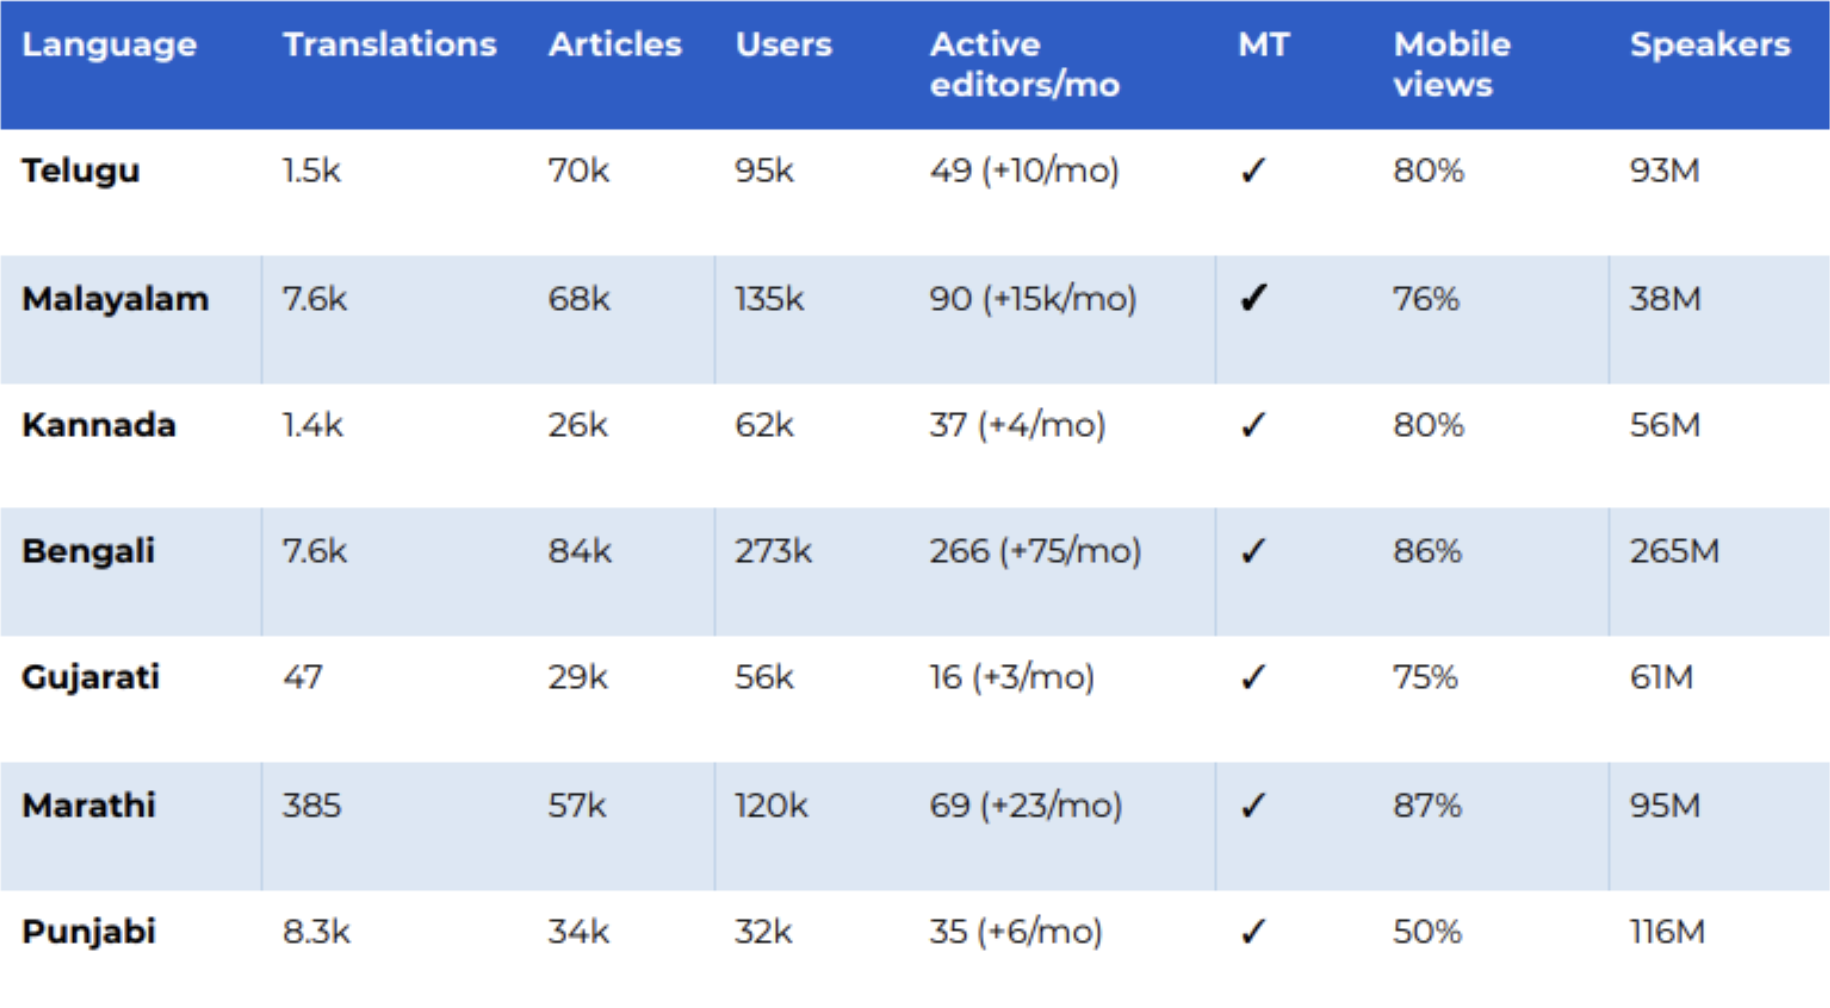 Language Translations Articles Users Active editors/mo MT Mobile views Speakers
Telugu 1.5k 70k 95k 49 (+10/mo) ✓ 80% 93M
Malayalam 7.6k 68k 135k 90 (+15k/mo) ✓ 76% 38M
Kannada 1.4k 26k 62k 37 (+4/mo) ✓ 80% 56M
Bengali 7.6k 84k 273k 266 (+75/mo) ✓ 86% 265M
Gujarati 47 29k 56k 16 (+3/mo) ✓ 75% 61M
Marathi 385 57k 120k 69 (+23/mo) ✓ 87% 95M
Punjabi 8.3k 34k 32k 35 (+6/mo) ✓ 50% 116M